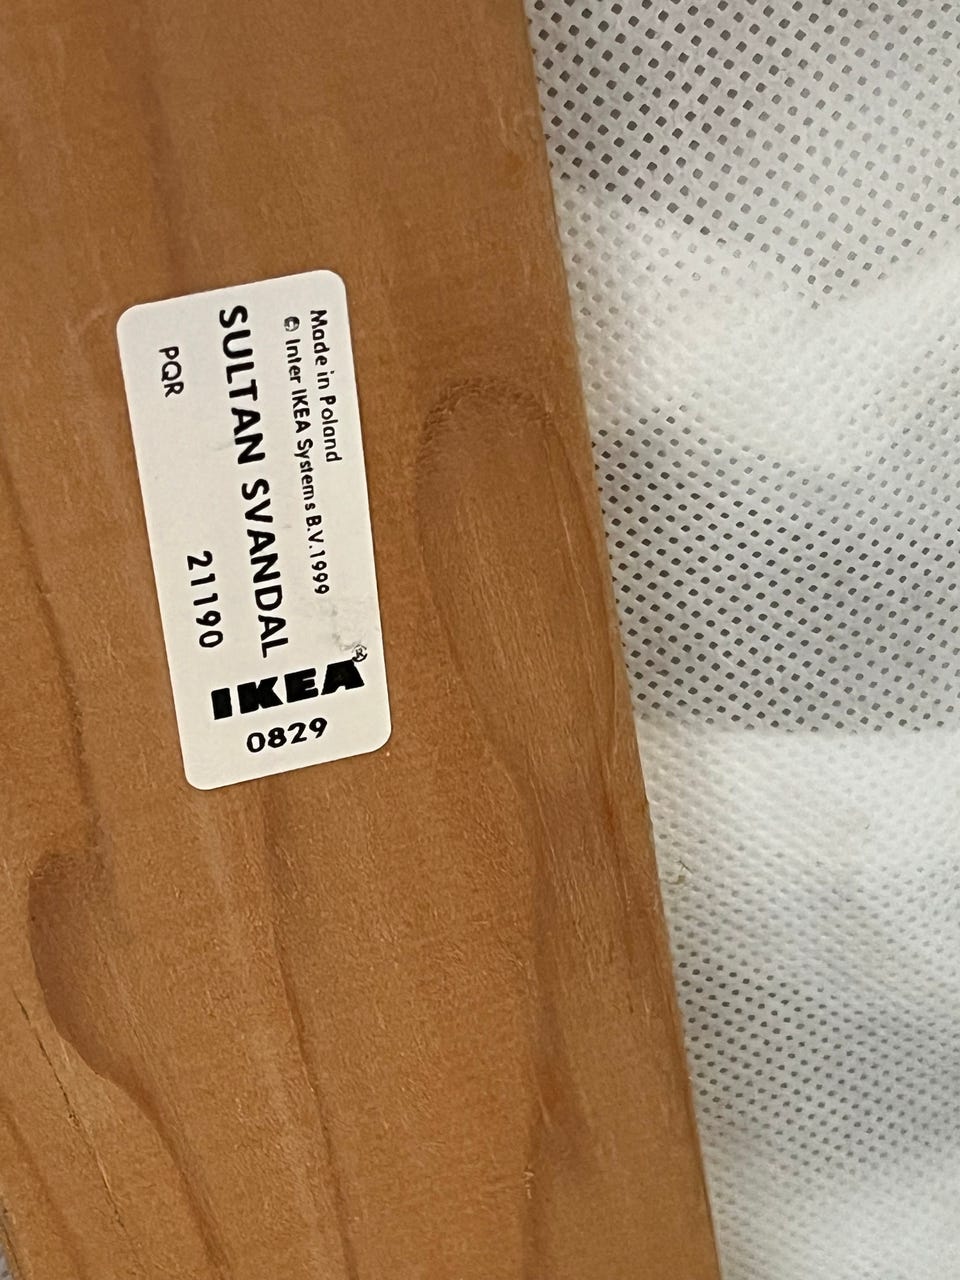 Made in Poland
© Inter IKEA Systems B.V.1999
SULTAN SVANDAL
PQR
21190
IKEA®
0829